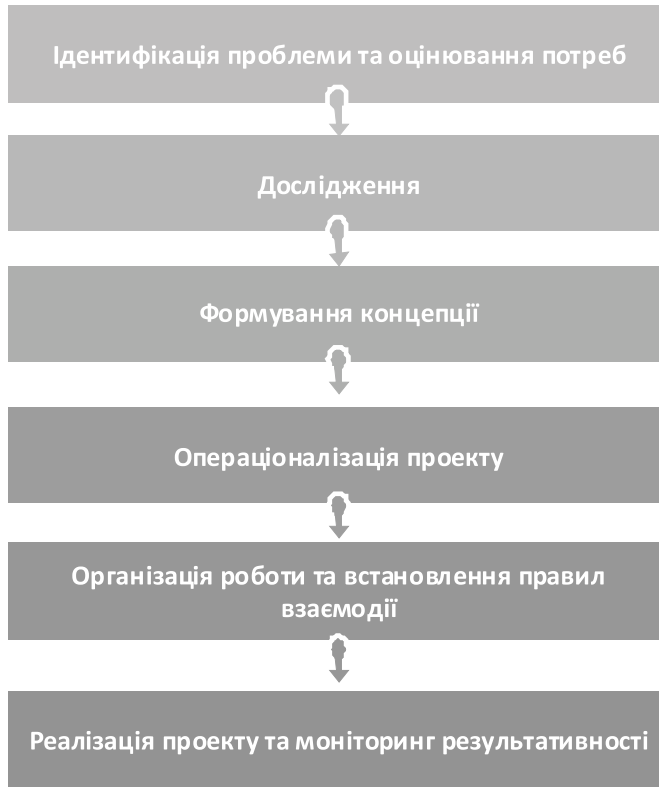 Ідентифікація проблеми та оцінювання потреб
Дослідження
Формування концепції
Операціоналізація проекту
Організація роботи та встановлення правил
взаємодії
Реалізація проекту та моніторинг результативності